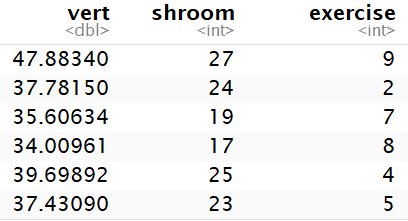 vert shroom exercise
<dbl> <int> <int>
47.88340 27 9
37.78150 24 2
35.60634 19 7
34.00961 17 8
39.69892 25 4
37.43090 23 5